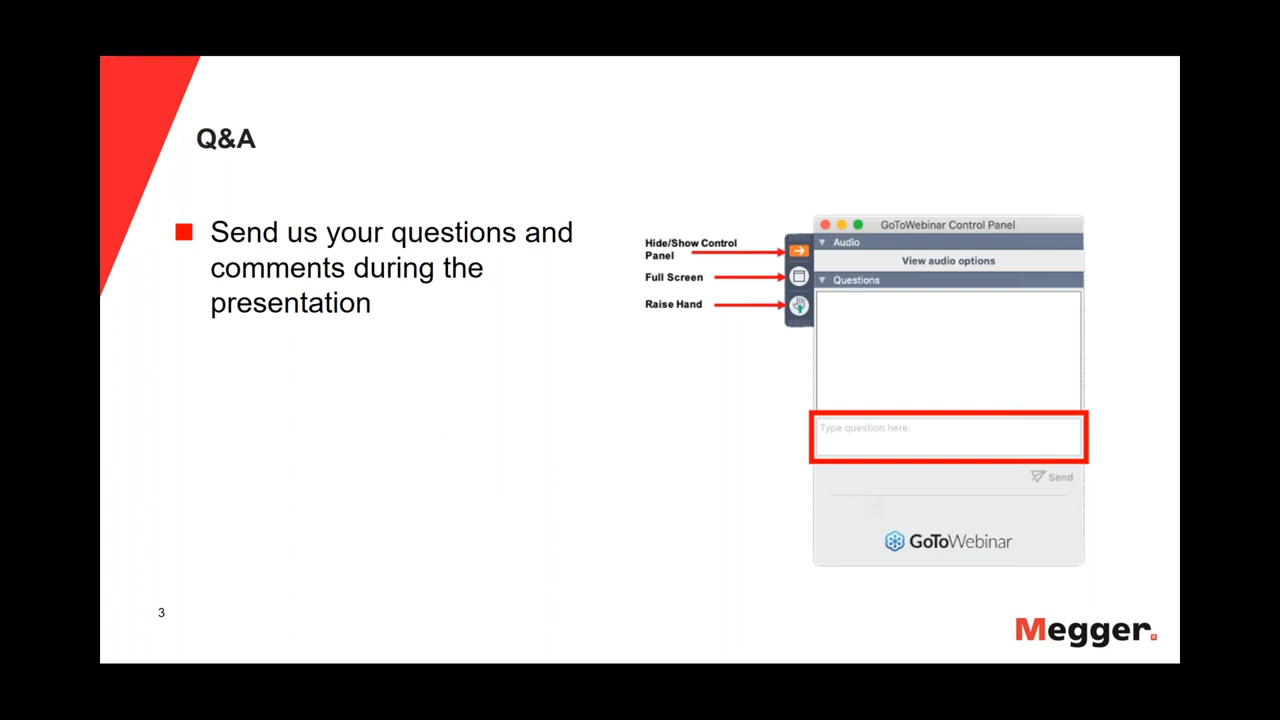 Q&A
Send us your questions and
comments during the
presentation
Hide/Show Control
Panel
Full Screen
Raise Hand
GoToWebinar Control Panel
Audio
View audio options
Questions
Type question here.
Send
GoToWebinar
3
Megger.